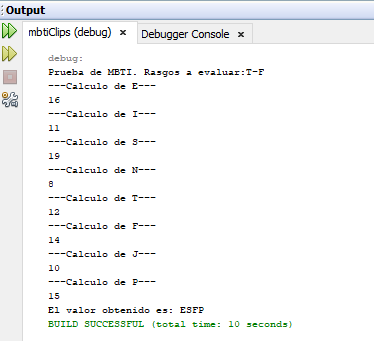 Output
mbtiClips (debug) × Debugger Console ×
debug:
Prueba de MBTI. Rasgos a evaluar:T-F
---Calculo de E---
16
---Calculo de I---
11
---Calculo de S---
19
---Calculo de N---
8
---Calculo de T---
12
---Calculo de F---
14
---Calculo de J---
10
---Calculo de P---
15
El valor obtenido es: ESFP
BUILD SUCCESSFUL (total time: 10 seconds)